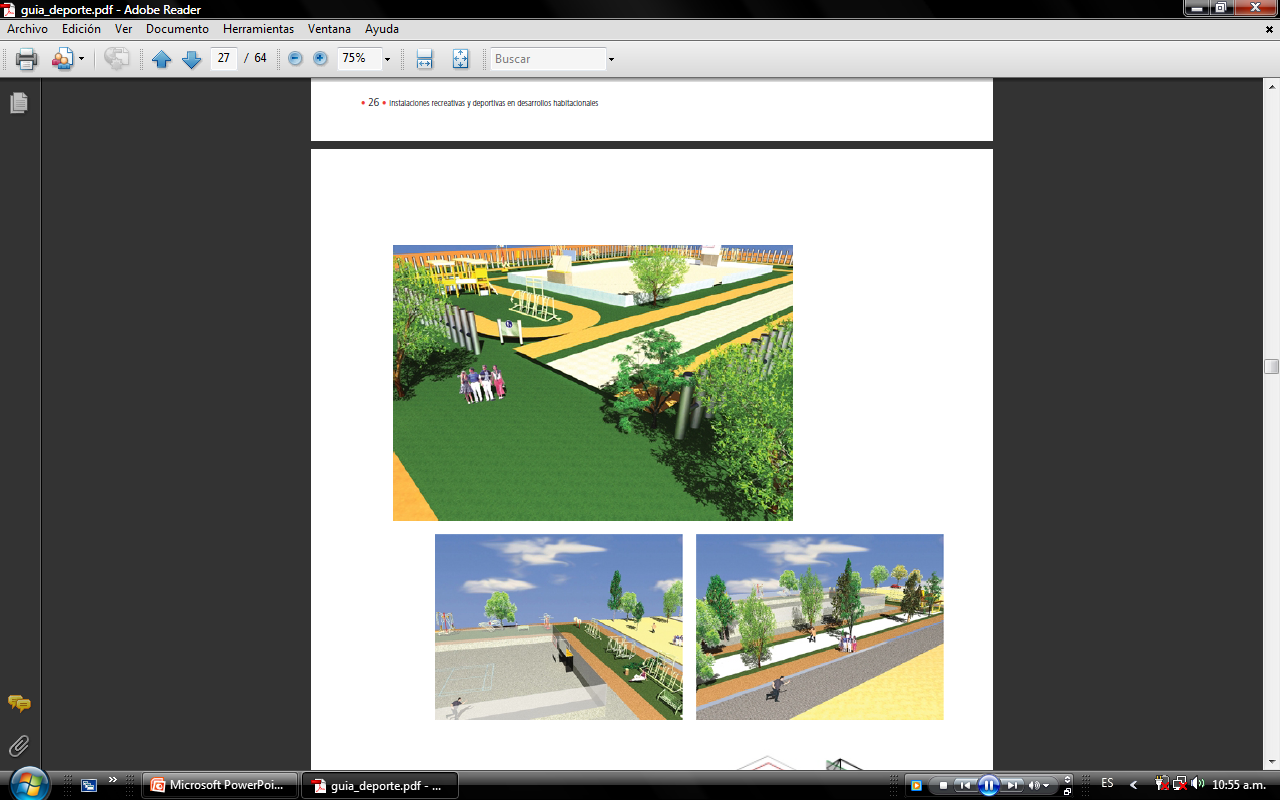 guia_deporte.pdf - Adobe Reader
Archivo Edición Ver Documento Herramientas Ventana Ayuda
27 / 64 75% Buscar
• 26 • Instalaciones recreativas y deportivas en desarrollos habitacionales
Microsoft PowerPoi... guia_deporte.pdf - ... ES 10:55 a.m.